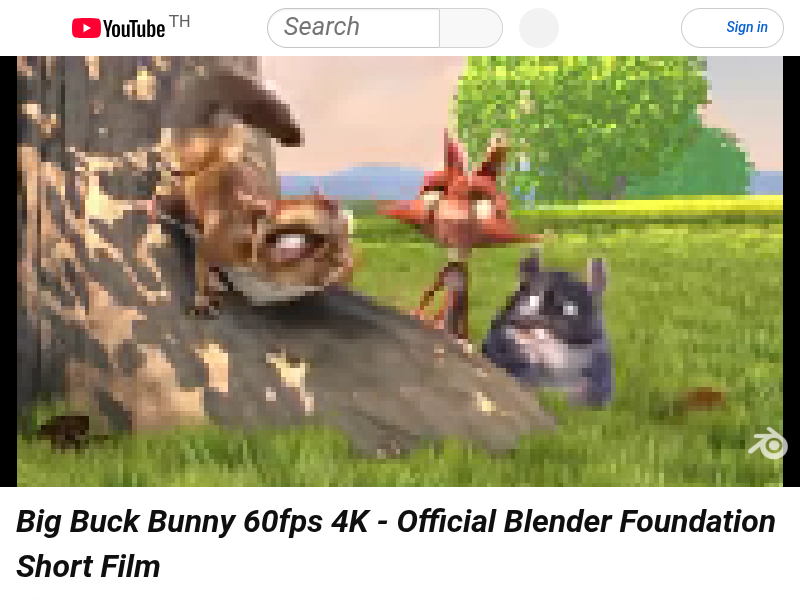 YouTube TH
Search
Sign in
Big Buck Bunny 60fps 4K - Official Blender Foundation
Short Film